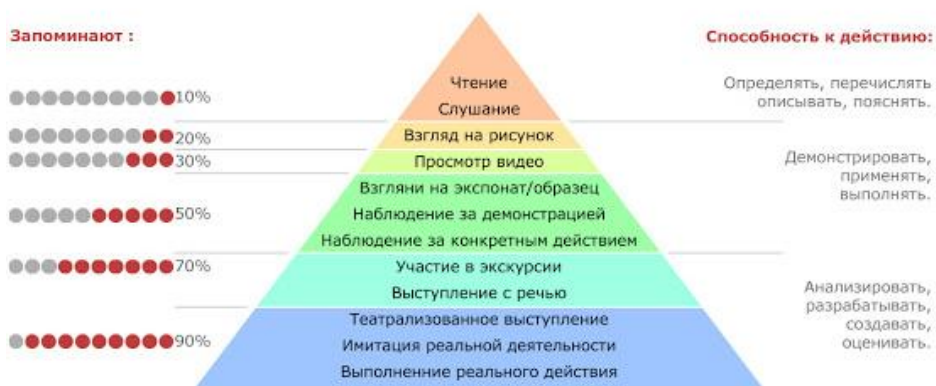 Запоминают :
10%
20%
30%
50%
70%
90%
Чтение
Слушание
Взгляд на рисунок
Просмотр видео
Взгляни на экспонат/образец
Наблюдение за демонстрацией
Наблюдение за конкретным действием
Участие в экскурсии
Выступление с речью
Театрализованное выступление
Имитация реальной деятельности
Выполненние реального действия
Способность к действию:
Определять, перечислять
описывать, пояснять.
Демонстрировать,
применять,
выполнять.
Анализировать,
разрабатывать,
создавать,
оценивать.